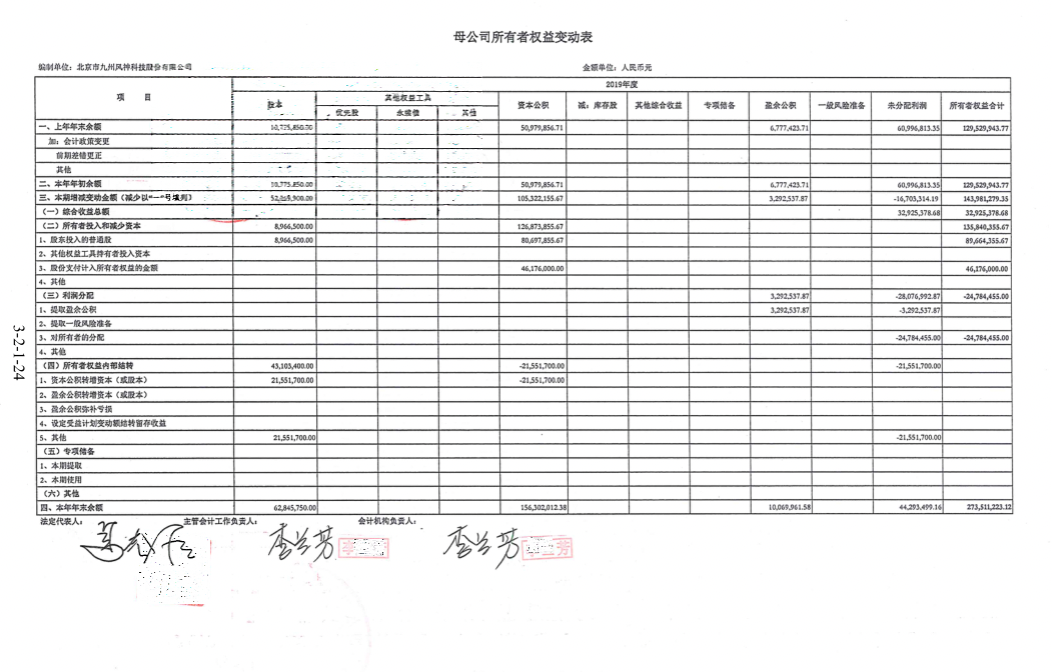 母公司所有者权益变动表
编制单位：北京市九州风神科技股份有限公司 金额单位：人民币元
项 目 2019年度
股本 其他权益工具 资本公积 减：库存股 其他综合收益 专项储备 盈余公积 一般风险准备 未分配利润 所有者权益合计
优先股 永续债 其他
一、上年年末余额 10,775,850.00 50,979,856.71 6,777,423.71 60,996,813.35 129,529,943.77
加：会计政策变更
前期差错更正
其他
二、本年年初余额 10,775,850.00 50,979,856.71 6,777,423.71 60,996,813.35 129,529,943.77
三、本期增减变动金额（减少以“—”号填列） 105,322,155.67 3,292,537.87 -16,703,314.19 143,981,279.35
（一）综合收益总额 32,925,378.68 32,925,378.68
（二）所有者投入和减少资本 8,966,500.00 126,873,855.67 135,840,355.67
1、股东投入的普通股 8,966,500.00 80,697,855.67 89,664,355.67
2、其他权益工具持有者投入资本
3、股份支付计入所有者权益的金额 46,176,000.00 46,176,000.00
4、其他
（三）利润分配 3,292,537.87 -28,076,992.87 -24,784,455.00
1、提取盈余公积 3,292,537.87 -3,292,537.87
2、提取一般风险准备
3、对所有者的分配 -24,784,455.00 -24,784,455.00
4、其他
（四）所有者权益内部结转 43,103,400.00 -21,551,700.00 -21,551,700.00
1、资本公积转增资本（或股本） 21,551,700.00 -21,551,700.00
2、盈余公积转增资本（或股本）
3、盈余公积弥补亏损
4、设定受益计划变动额结转留存收益
5、其他 21,551,700.00 -21,551,700.00
（五）专项储备
1、本期提取
2、本期使用
（六）其他
四、本年年末余额 62,845,750.00 156,302,012.38 10,069,961.58 44,293,499.16 273,511,223.12
法定代表人： 主管会计工作负责人： 会计机构负责人：
3-2-1-24